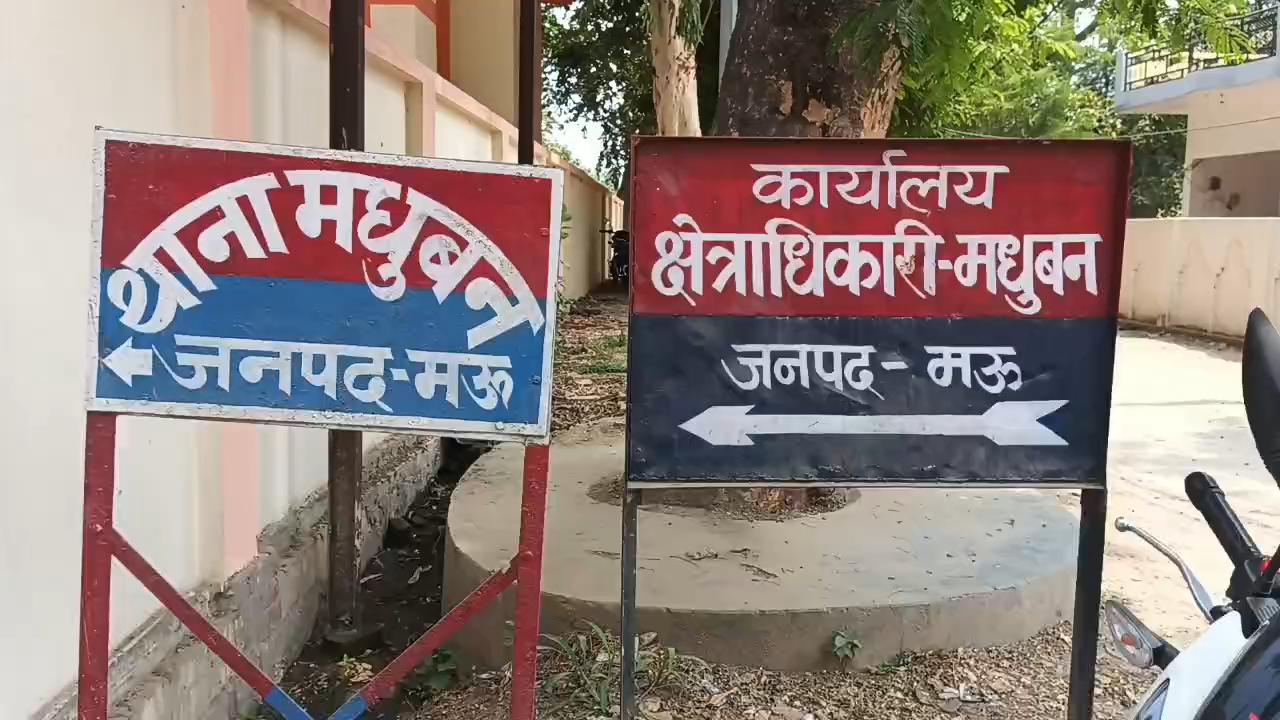 थाना मधुबन
जनपद-मऊ
कार्यालय
क्षेत्राधिकारी-मधुबन
जनपद- मऊ